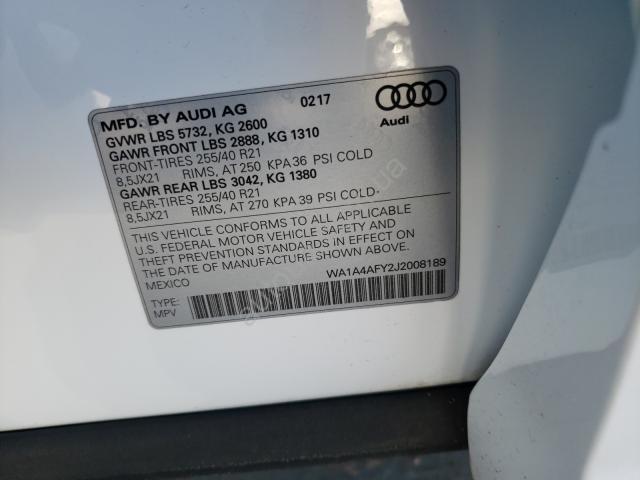 MFD. BY AUDI AG 0217
GVWR LBS 5732, KG 2600
GAWR FRONT LBS 2888, KG 1310
FRONT-TIRES 255/40 R21
8,5JX21 RIMS, AT 250 KPA36 PSI COLD
GAWR REAR LBS 3042, KG 1380
REAR-TIRES 255/40 R21
8,5JX21 RIMS, AT 270 KPA 39 PSI COLD-
Audi
THIS VEHICLE CONFORMS TO ALL APPLICABLE
U.S. FEDERAL MOTOR VEHICLE SAFETY AND
THEFT PREVENTION STANDARDS IN EFFECT ON
THE DATE OF MANUFACTURE SHOWN ABOVE.
MEXICO
WA1A4AFY2J2008189
TYPE:
MPV